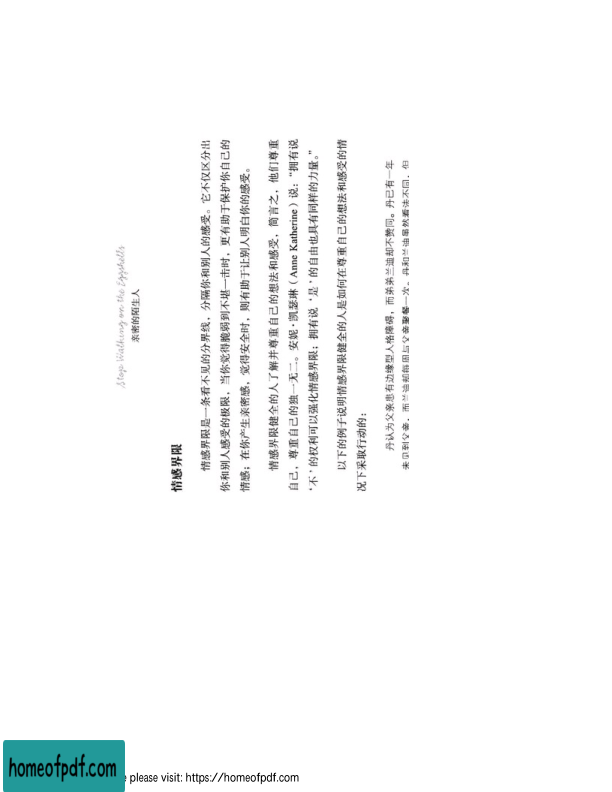 Stop Walking on the Eggshells
亲密的陌生人
情感界限
情感界限是一条看不见的分界线，分隔你和别人的感受。它不仅区分出
你和别人感受的极限，当你觉得脆弱到不堪一击时，更有助于保护你自己的
情感；在你产生亲密感，觉得安全时，则有助于让别人明白你的感受。
情感界限健全的人了解并尊重自己的想法和感受，简言之，他们尊重
自己，尊重自己的独一无二。安妮·凯瑟琳（Anne Katherine）说：“拥有说
‘不’的权利可以强化情感界限；拥有说‘是’的自由也具有同样的力量。”
以下的例子说明情感界限健全的人是如何在尊重自己的想法和感受的情
况下采取行动的：
丹认为父亲患有边缘型人格障碍，而弟弟兰迪却不赞同。丹已有一年
未见到父亲，而兰迪却每周与父亲聚餐一次。丹和兰迪虽然看法不同，但
homeofpdf.com
please visit: https://homeofpdf.com